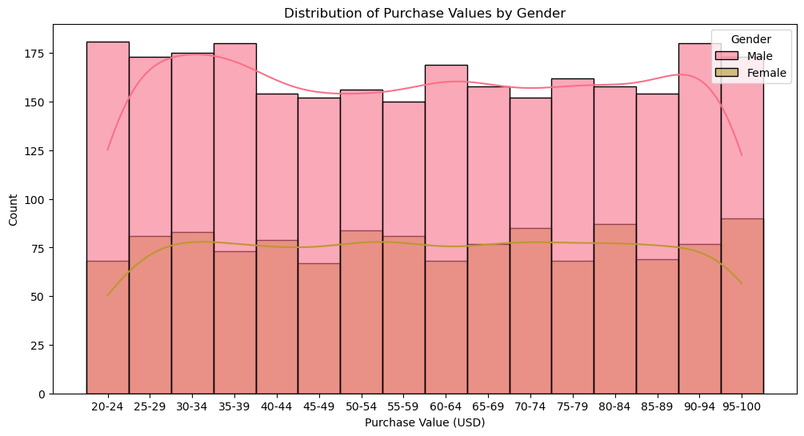 Distribution of Purchase Values by Gender
Gender
Male
Female
Count
175
150
125
100
75
50
25
0
20-24 25-29 30-34 35-39 40-44 45-49 50-54 55-59 60-64 65-69 70-74 75-79 80-84 85-89 90-94 95-100
Purchase Value (USD)